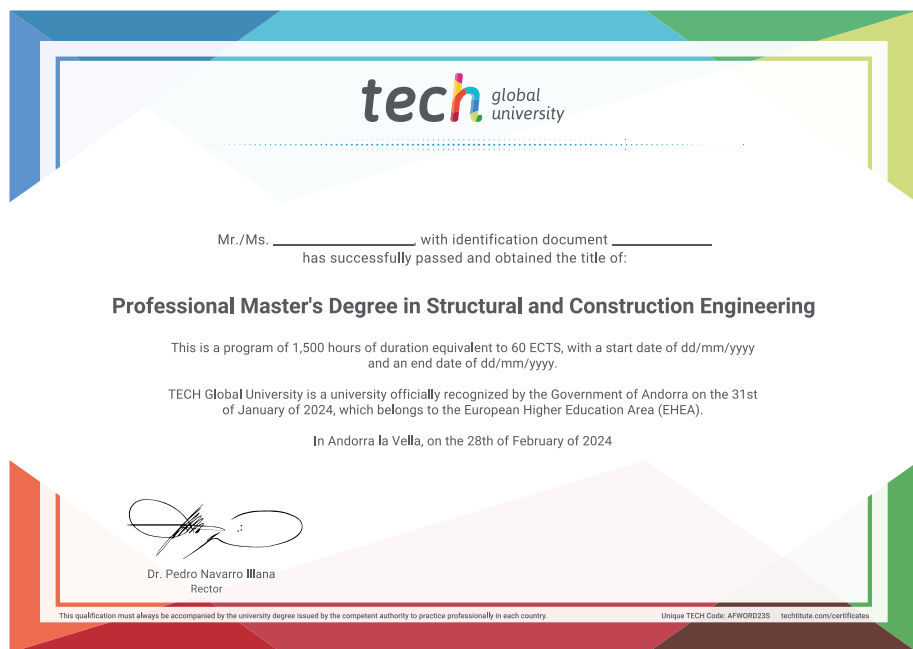 tech global university
Mr./Ms. ____________, with identification document ____________
has successfully passed and obtained the title of:
Professional Master's Degree in Structural and Construction Engineering
This is a program of 1,500 hours of duration equivalent to 60 ECTS, with a start date of dd/mm/yyyy
and an end date of dd/mm/yyyy.
TECH Global University is a university officially recognized by the Government of Andorra on the 31st
of January of 2024, which belongs to the European Higher Education Area (EHEA).
In Andorra la Vella, on the 28th of February of 2024
Dr. Pedro Navarro Illana
Rector
This qualification must always be accompanied by the university degree issued by the competent authority to practice professionally in each country.
Unique TECH Code: AFWORD23S techtitute.com/certificates